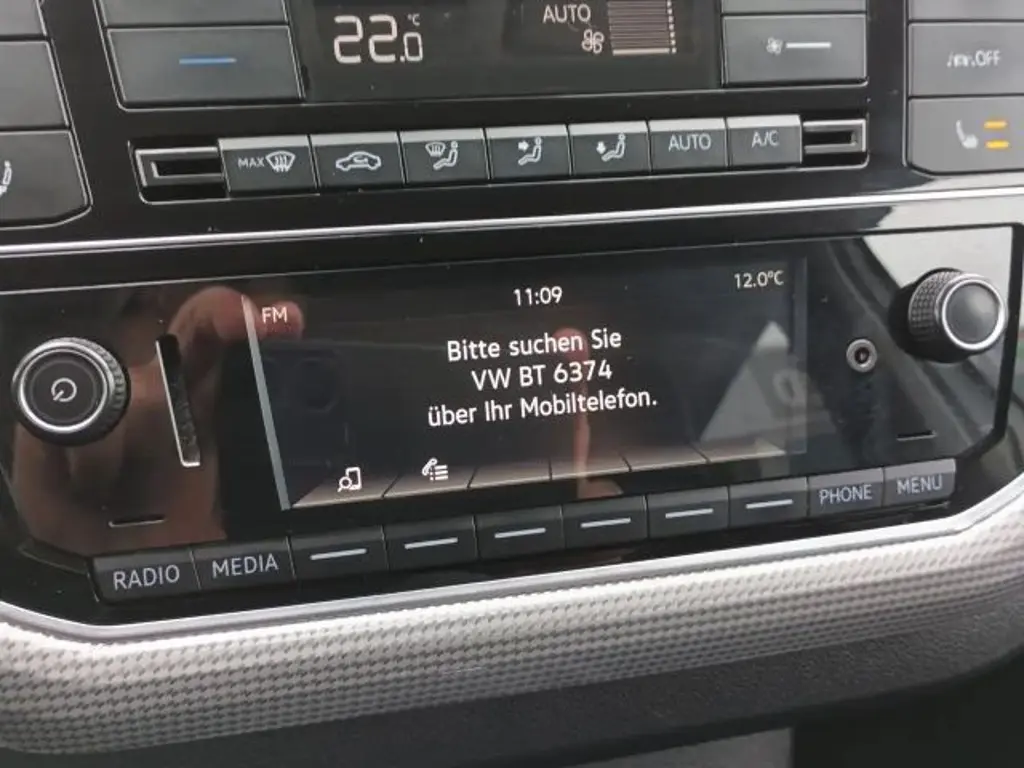 22.0 °C
AUTO
OFF
MAX
AUTO
A/C
11:09
12.0°C
FM
Bitte suchen Sie
VW BT 6374
über Ihr Mobiltelefon.
RADIO
MEDIA
PHONE
MENU